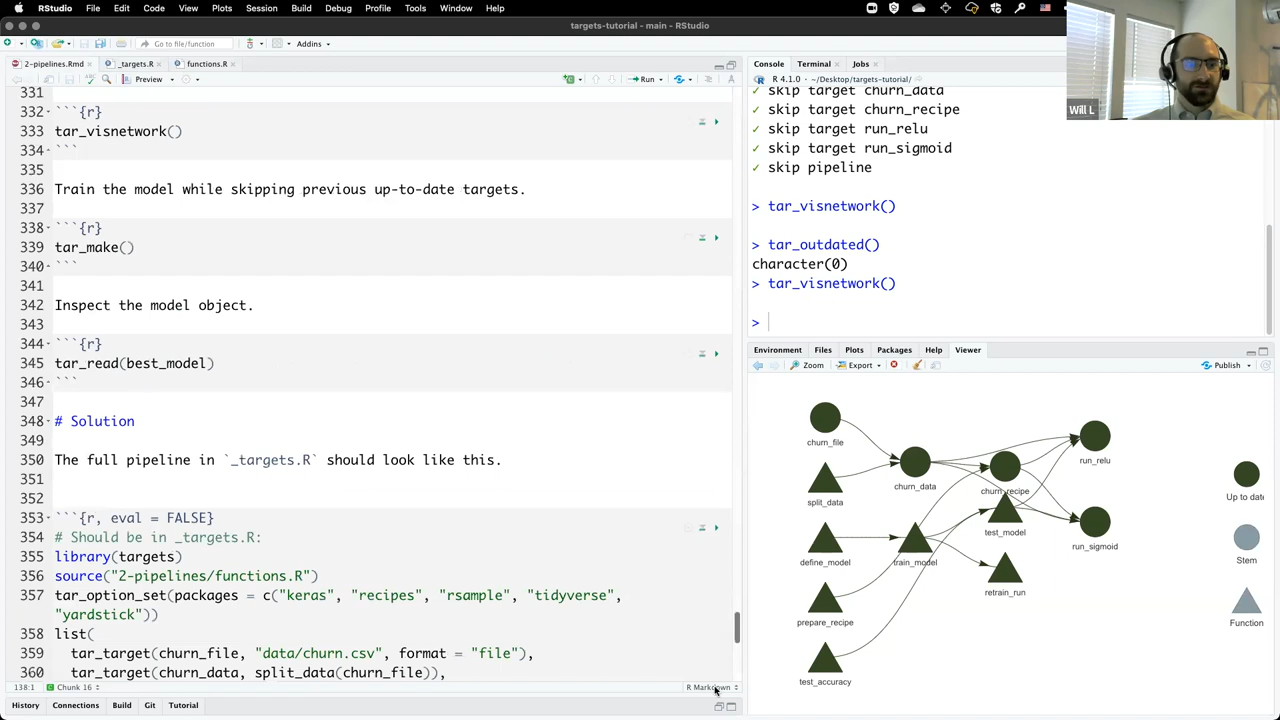 RStudio File Edit Code View Plots Session Build Debug Profile Tools Window Help
targets-tutorial - main - RStudio
Go to file/function Addins
2-pipelines.Rmd _targets.R functions.R
Preview Run
331
332 ```{r}
333 tar_visnetwork()
334 ```
335
336 Train the model while skipping previous up-to-date targets.
337
338 ```{r}
339 tar_make()
340 ```
341
342 Inspect the model object.
343
344 ```{r}
345 tar_read(best_model)
346 ```
347
348 # Solution
349
350 The full pipeline in `_targets.R` should look like this.
351
352
353 ```{r, eval = FALSE}
354 # Should be in _targets.R:
355 library(targets)
356 source("2-pipelines/functions.R")
357 tar_option_set(packages = c("keras", "recipes", "rsample", "tidyverse",
"yardstick"))
358 list(
359 tar_target(churn_file, "data/churn.csv", format = "file"),
360 tar_target(churn_data, split_data(churn_file)),
138:1 Chunk 16 R Markdown
History Connections Build Git Tutorial
Console Terminal Jobs
R 4.1.0 · ~/Desktop/targets-tutorial/
✓ skip target churn_data
✓ skip target churn_recipe
✓ skip target run_relu
✓ skip target run_sigmoid
✓ skip pipeline
> tar_visnetwork()
> tar_outdated()
character(0)
> tar_visnetwork()
>
Environment Files Plots Packages Help Viewer
Zoom Export Publish
churn_file
split_data
define_model
prepare_recipe
test_accuracy
churn_data
train_model
churn_recipe
test_model
retrain_run
run_relu
run_sigmoid
Up to date
Stem
Function
Will L